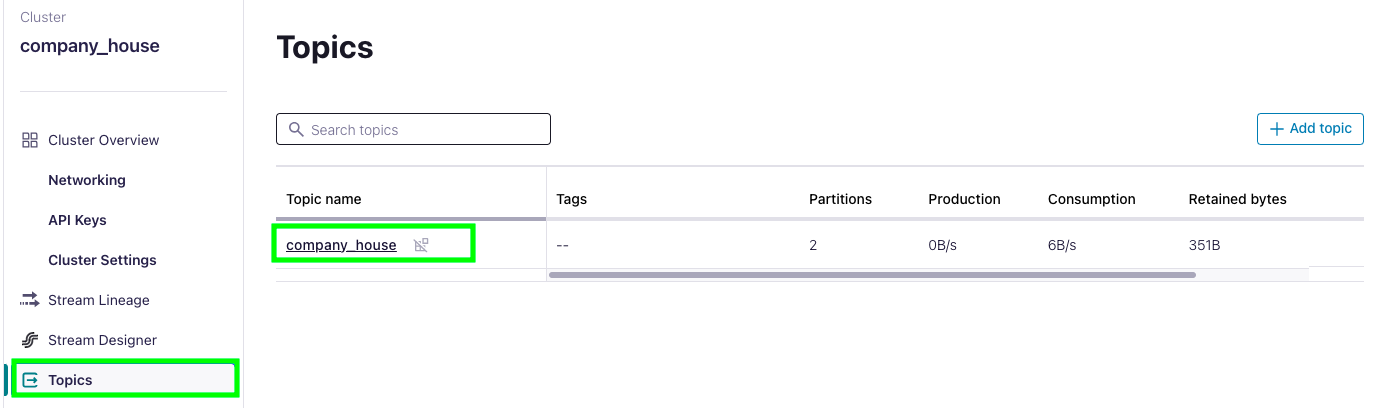 Cluster
company_house
Cluster Overview
Networking
API Keys
Cluster Settings
Stream Lineage
Stream Designer
Topics
Topics
Search topics
Add topic
Topic name Tags Partitions Production Consumption Retained bytes
company_house -- 2 0B/s 6B/s 351B